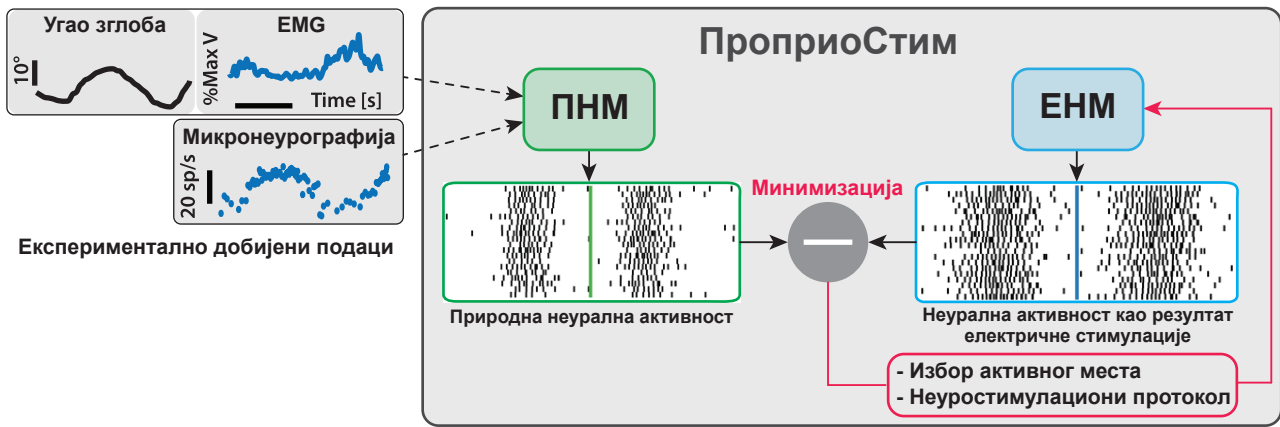 Угао зглоба
EMG
10°
%Max V
Time [s]
Микронеурографија
20 sp/s
Експериментално добијени подаци
ПроприоСтим
ПНМ
ЕНМ
Минимизација
Природна неурална активност
Неурална активност као резултат
електричне стимулације
- Избор активног места
- Неуростимулациони протокол